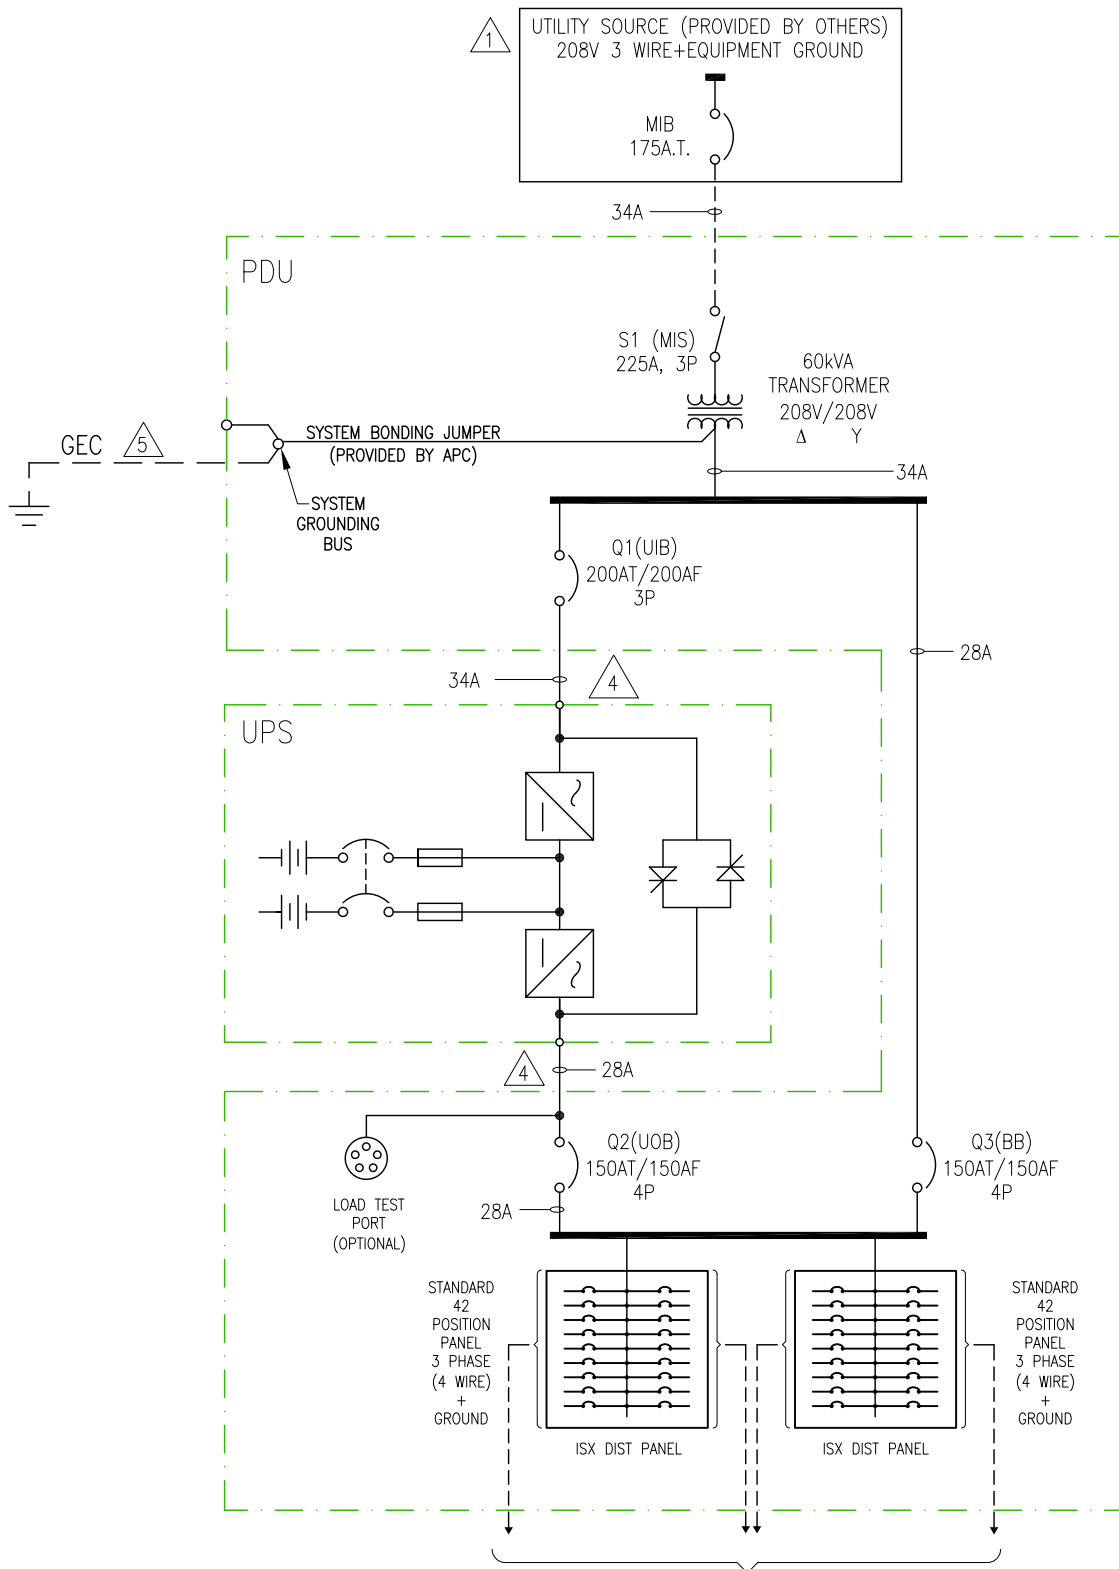 1
UTILITY SOURCE (PROVIDED BY OTHERS)
208V 3 WIRE+EQUIPMENT GROUND
MIB
175A.T.
34A
PDU
S1 (MIS)
225A, 3P
60kVA
TRANSFORMER
208V/208V
Δ Y
GEC
5
SYSTEM BONDING JUMPER
(PROVIDED BY APC)
34A
SYSTEM
GROUNDING
BUS
Q1(UIB)
200AT/200AF
3P
28A
34A
4
UPS
4
28A
Q2(UOB)
150AT/150AF
4P
Q3(BB)
150AT/150AF
4P
LOAD TEST
PORT
(OPTIONAL)
28A
STANDARD
42
POSITION
PANEL
3 PHASE
(4 WIRE)
+
GROUND
STANDARD
42
POSITION
PANEL
3 PHASE
(4 WIRE)
+
GROUND
ISX DIST PANEL
ISX DIST PANEL